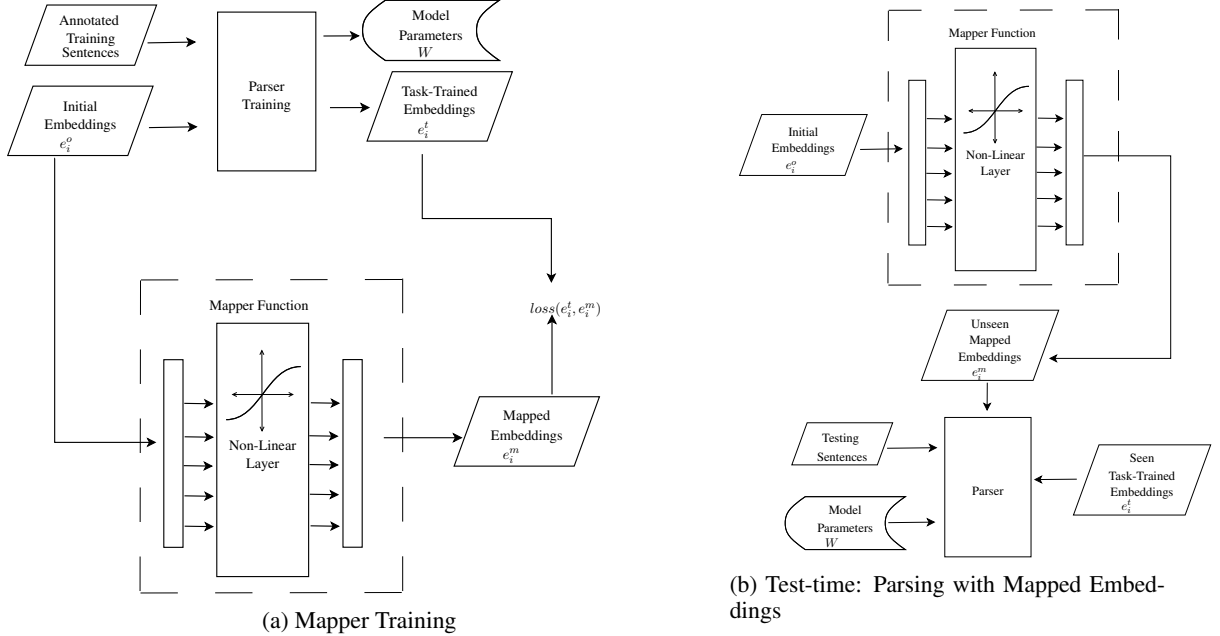 Annotated
Training
Sentences
Parser
Training
Model
Parameters
W
Initial
Embeddings
e_i^o
Task-Trained
Embeddings
e_i^t
loss(e_i^t, e_i^m)
Mapper Function
Non-Linear
Layer
Mapped
Embeddings
e_i^m
(a) Mapper Training
Mapper Function
Initial
Embeddings
e_i^o
Non-Linear
Layer
Unseen
Mapped
Embeddings
e_i^m
Testing
Sentences
Parser
Seen
Task-Trained
Embeddings
e_i^t
Model
Parameters
W
(b) Test-time: Parsing with Mapped Embed-
dings